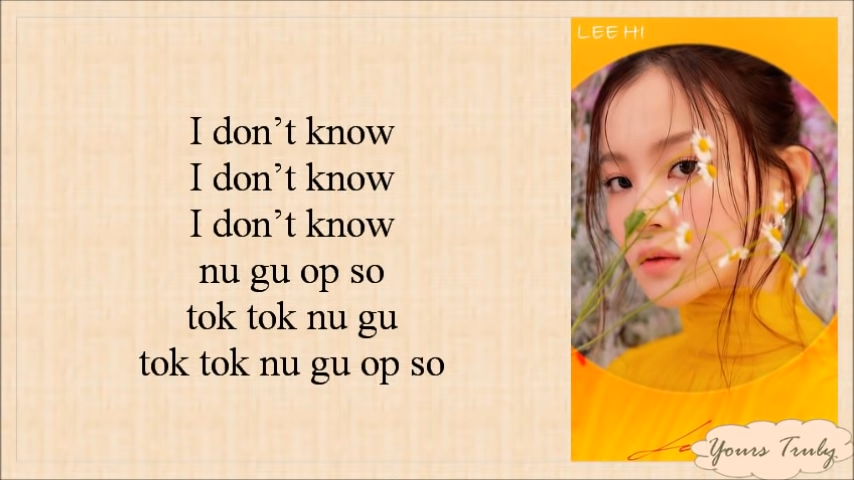 LEE HI
I don’t know
I don’t know
I don’t know
nu gu op so
tok tok nu gu
tok tok nu gu op so
Yours Truly